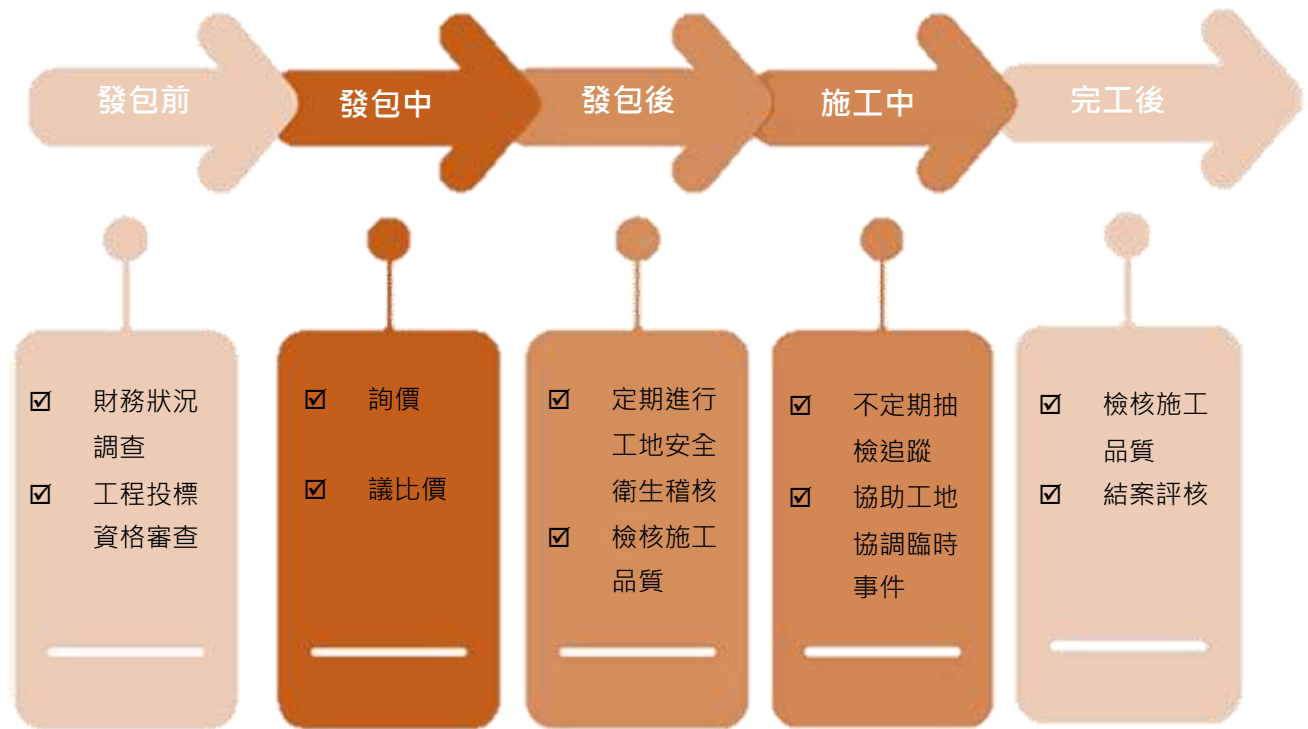 發包前
發包中
發包後
施工中
完工後
☑ 財務狀況
調查
☑ 工程投標
資格審查
☑ 詢價
☑ 議比價
☑ 定期進行
工地安全
衛生稽核
☑ 檢核施工
品質
☑ 不定期抽
檢追蹤
☑ 協助工地
協調臨時
事件
☑ 檢核施工
品質
☑ 結案評核